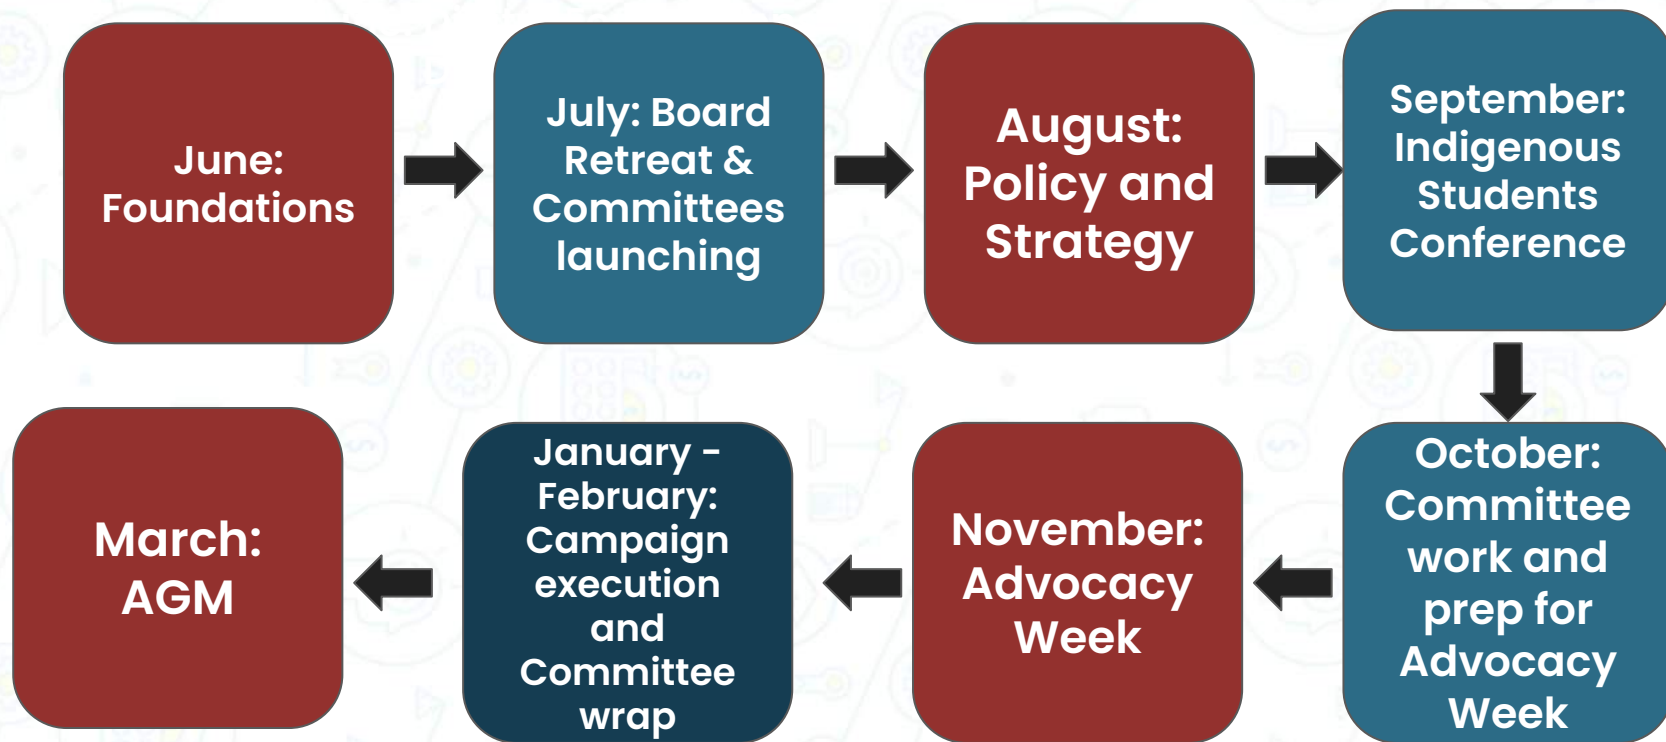 June:
Foundations
July: Board
Retreat &
Committees
launching
August:
Policy and
Strategy
September:
Indigenous
Students
Conference
October:
Committee
work and
prep for
Advocacy
Week
November:
Advocacy
Week
January -
February:
Campaign
execution
and
Committee
wrap
March:
AGM